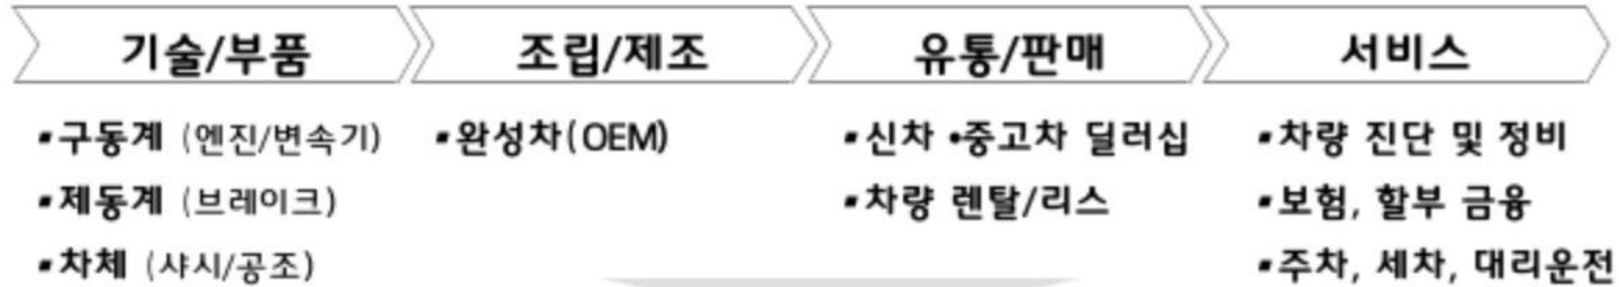 기술/부품
조립/제조
유통/판매
서비스
▪구동계 (엔진/변속기)
▪제동계 (브레이크)
▪차체 (샤시/공조)
▪완성차(OEM)
▪신차 •중고차 딜러십
▪차량 렌탈/리스
▪차량 진단 및 정비
▪보험, 할부 금융
▪주차, 세차, 대리운전